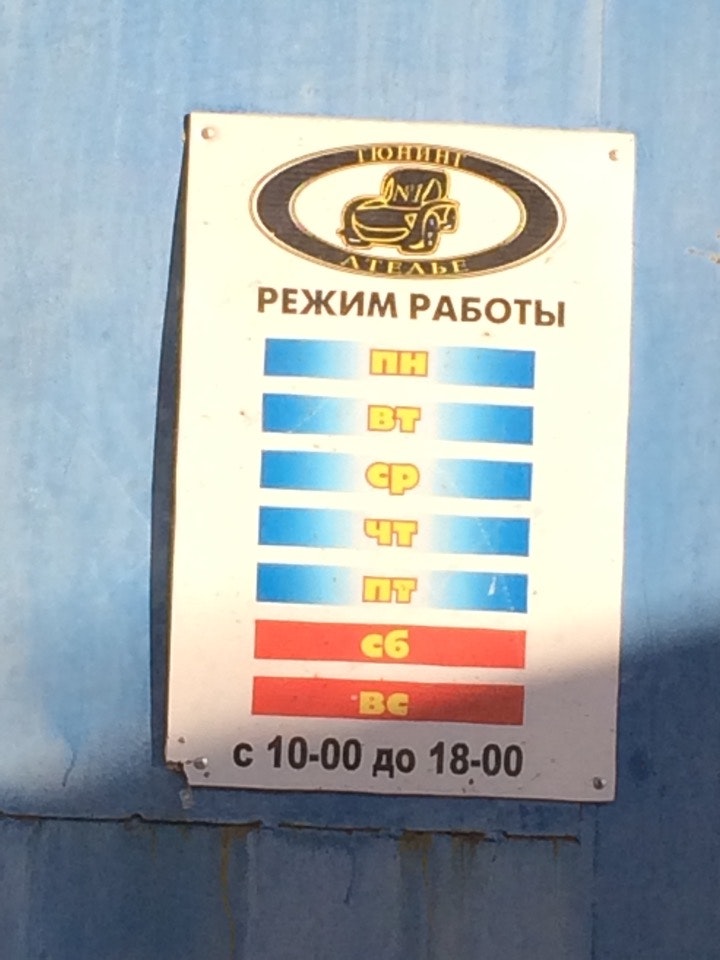 ТЮНИНГ
№1
АТЕЛЬЕ
РЕЖИМ РАБОТЫ
пн
вт
ср
чт
пт
сб
вс
с 10-00 до 18-00